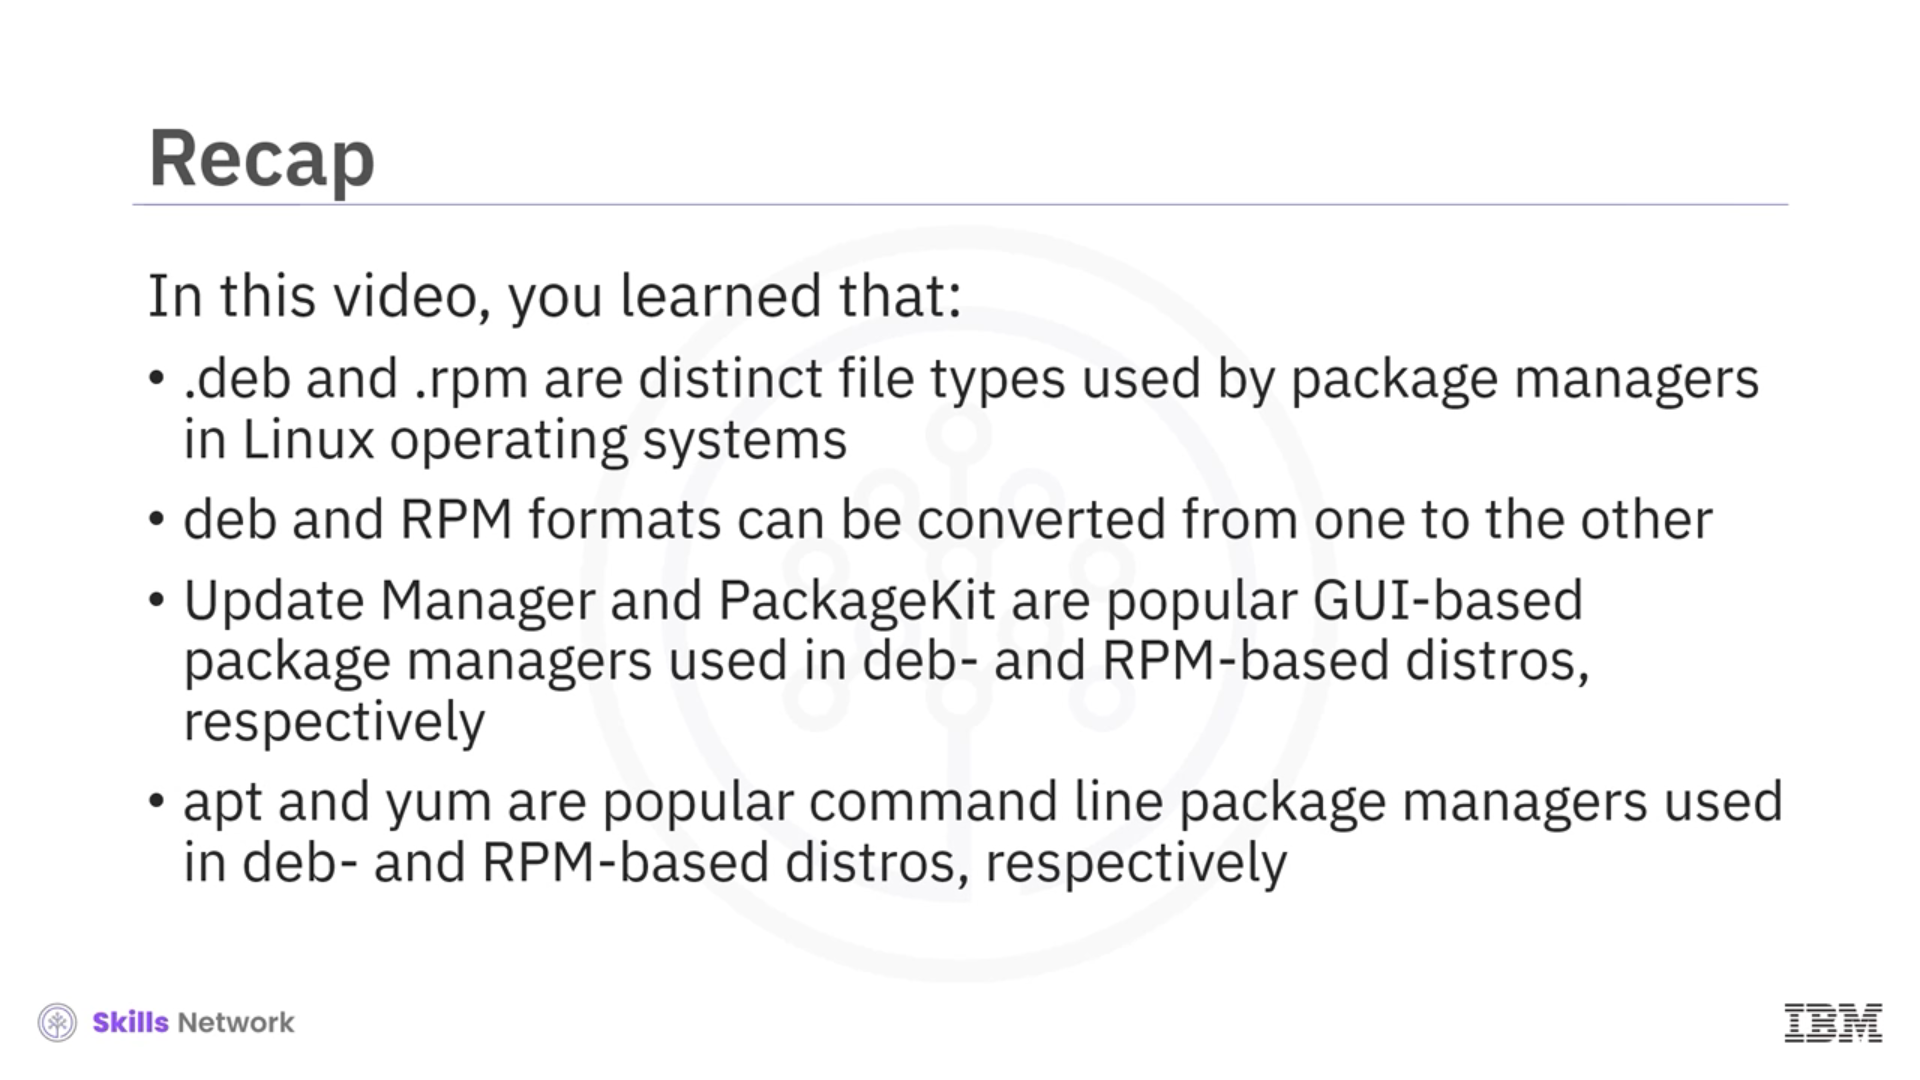 Recap
In this video, you learned that:
• .deb and .rpm are distinct file types used by package managers
in Linux operating systems
• deb and RPM formats can be converted from one to the other
• Update Manager and PackageKit are popular GUI-based
package managers used in deb- and RPM-based distros,
respectively
• apt and yum are popular command line package managers used
in deb- and RPM-based distros, respectively
Skills Network
IBM